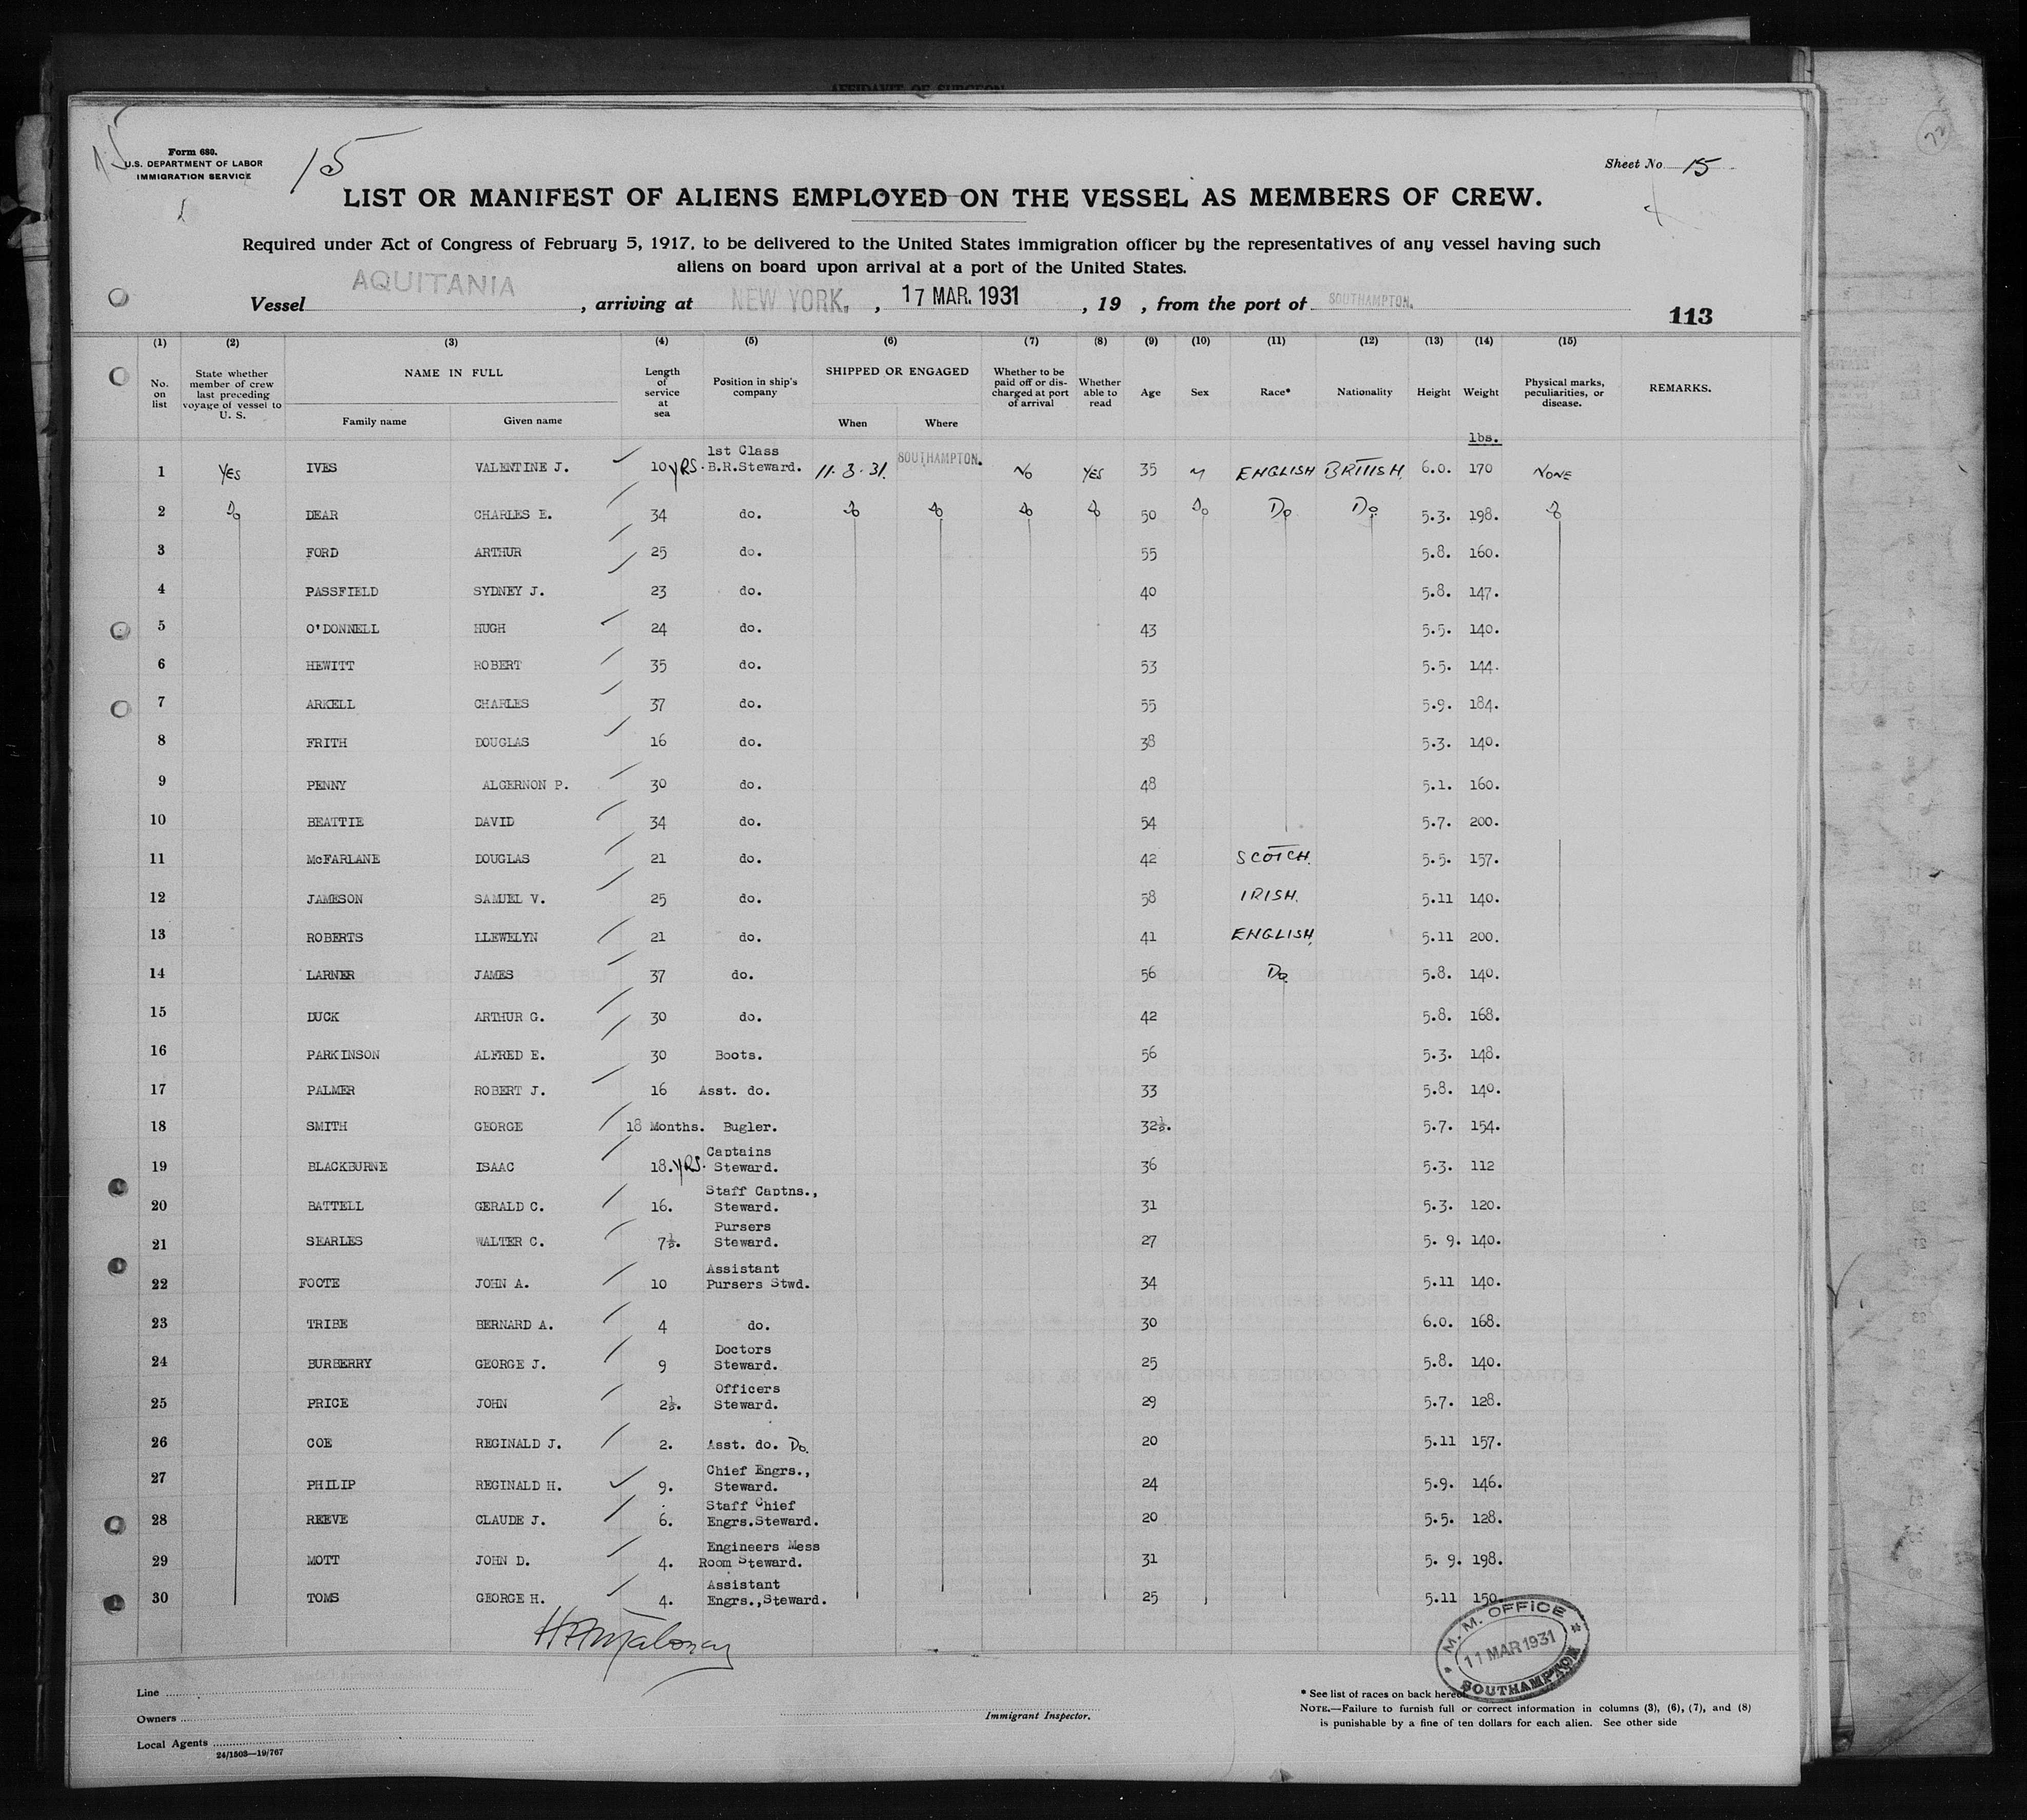 AFFIDAVIT OF SURGEON
Form 680.
U.S. DEPARTMENT OF LABOR
IMMIGRATION SERVICE
15
15
Sheet No. 15
LIST OR MANIFEST OF ALIENS EMPLOYED ON THE VESSEL AS MEMBERS OF CREW.
Required under Act of Congress of February 5, 1917, to be delivered to the United States immigration officer by the representatives of any vessel having such
aliens on board upon arrival at a port of the United States.
Vessel AQUITANIA, arriving at NEW YORK, , 17 MAR. 1931 , 19 , from the port of SOUTHAMPTON.
113
(1) (2) (3) (4) (5) (6) (7) (8) (9) (10) (11) (12) (13) (14) (15)
No. on list State whether member of crew last preceding voyage of vessel to U. S. NAME IN FULL Family name Given name Length of service at sea Position in ship's company SHIPPED OR ENGAGED When Where Whether to be paid off or discharged at port of arrival Whether able to read Age Sex Race* Nationality Height Weight Physical marks, peculiarities, or disease. REMARKS.
lbs.
1 YES IVES VALENTINE J. 10 YRS. 1st Class B.R.Steward. 11.3.31. SOUTHAMPTON. NO YES 35 M ENGLISH BRITISH. 6.0. 170 NONE
2 Do DEAR CHARLES E. 34 do. Do Do Do Do 50 Do Do Do 5.3. 198. Do
3 FORD ARTHUR 25 do. 55 5.8. 160.
4 PASSFIELD SYDNEY J. 23 do. 40 5.8. 147.
5 O'DONNELL HUGH 24 do. 43 5.5. 140.
6 HEWITT ROBERT 35 do. 53 5.5. 144.
7 ARKELL CHARLES 37 do. 55 5.9. 184.
8 FRITH DOUGLAS 16 do. 38 5.3. 140.
9 PENNY ALGERNON P. 30 do. 48 5.1. 160.
10 BEATTIE DAVID 34 do. 54 5.7. 200.
11 McFARLANE DOUGLAS 21 do. 42 SCOTCH. 5.5. 157.
12 JAMESON SAMUEL V. 25 do. 58 IRISH. 5.11 140.
13 ROBERTS LLEWELYN 21 do. 41 ENGLISH. 5.11 200.
14 LARNER JAMES 37 do. 56 Do 5.8. 140.
15 DUCK ARTHUR G. 30 do. 42 5.8. 168.
16 PARKINSON ALFRED E. 30 Boots. 56 5.3. 148.
17 PALMER ROBERT J. 16 Asst. do. 33 5.8. 140.
18 SMITH GEORGE 18 Months. Bugler. 32½. 5.7. 154.
19 BLACKBURNE ISAAC 18. YRS. Captains Steward. 36 5.3. 112
20 BATTELL GERALD C. 16. Staff Captns., Steward. 31 5.3. 120.
21 SEARLES WALTER C. 7½. Pursers Steward. 27 5. 9. 140.
22 FOOTE JOHN A. 10 Assistant Pursers Stwd. 34 5.11 140.
23 TRIBE BERNARD A. 4 do. 30 6.0. 168.
24 BURBERRY GEORGE J. 9 Doctors Steward. 25 5.8. 140.
25 PRICE JOHN 2½. Officers Steward. 29 5.7. 128.
26 COE REGINALD J. 2. Asst. do. Do. 20 5.11 157.
27 PHILIP REGINALD H. 9. Chief Engrs., Steward. 24 5.9. 146.
28 REEVE CLAUDE J. 6. Staff Chief Engrs.Steward. 20 5.5. 128.
29 MOTT JOHN D. 4. Engineers Mess Room Steward. 31 5. 9. 198.
30 TOMS GEORGE H. 4. Assistant Engrs.,Steward. 25 5.11 150.
M. M. OFFICE
11 MAR 1931
SOUTHAMPTON
Line
Owners
Local Agents
24/1503—19/767
Immigrant Inspector.
* See list of races on back hereof
NOTE.—Failure to furnish full or correct information in columns (3), (6), (7), and (8)
is punishable by a fine of ten dollars for each alien. See other side